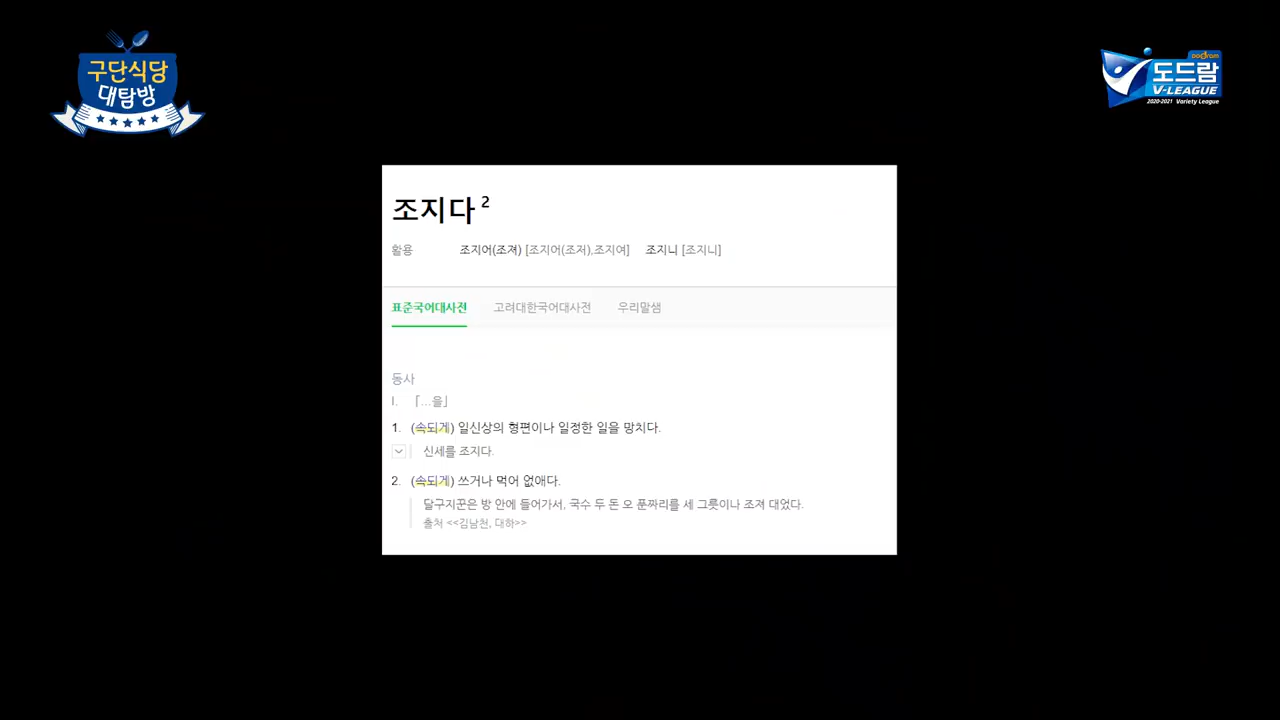 구단식당
대탐방
dodram
도드람
V-LEAGUE
2020-2021 Variety League
조지다 2
활용 조지어(조져) [조지어(조저),조지여] 조지니 [조지니]
표준국어대사전 고려대한국어대사전 우리말샘
동사
I. 「…을」
1. (속되게) 일신상의 형편이나 일정한 일을 망치다.
신세를 조지다.
2. (속되게) 쓰거나 먹어 없애다.
달구지꾼은 방 안에 들어가서, 국수 두 돈 오 푼짜리를 세 그릇이나 조져 대었다.
출처 <<김남천, 대하>>